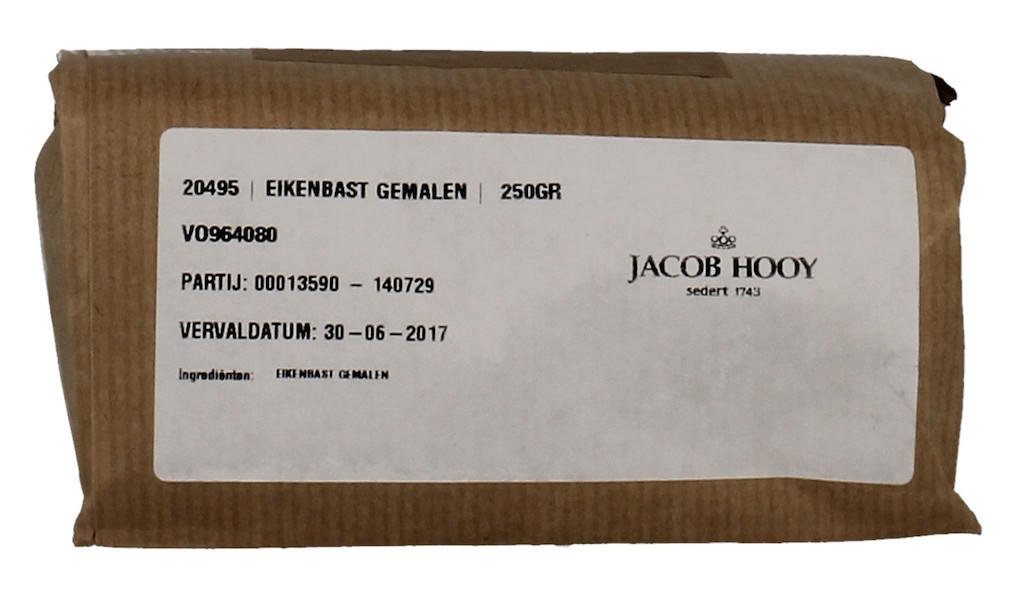 20495 | EIKENBAST GEMALEN | 250GR
VO964080
PARTIJ: 00013590 - 140729
VERVALDATUM: 30-06-2017
Ingrediënten: EIKENBAST GEMALEN
JACOB HOOY
sedert 1743